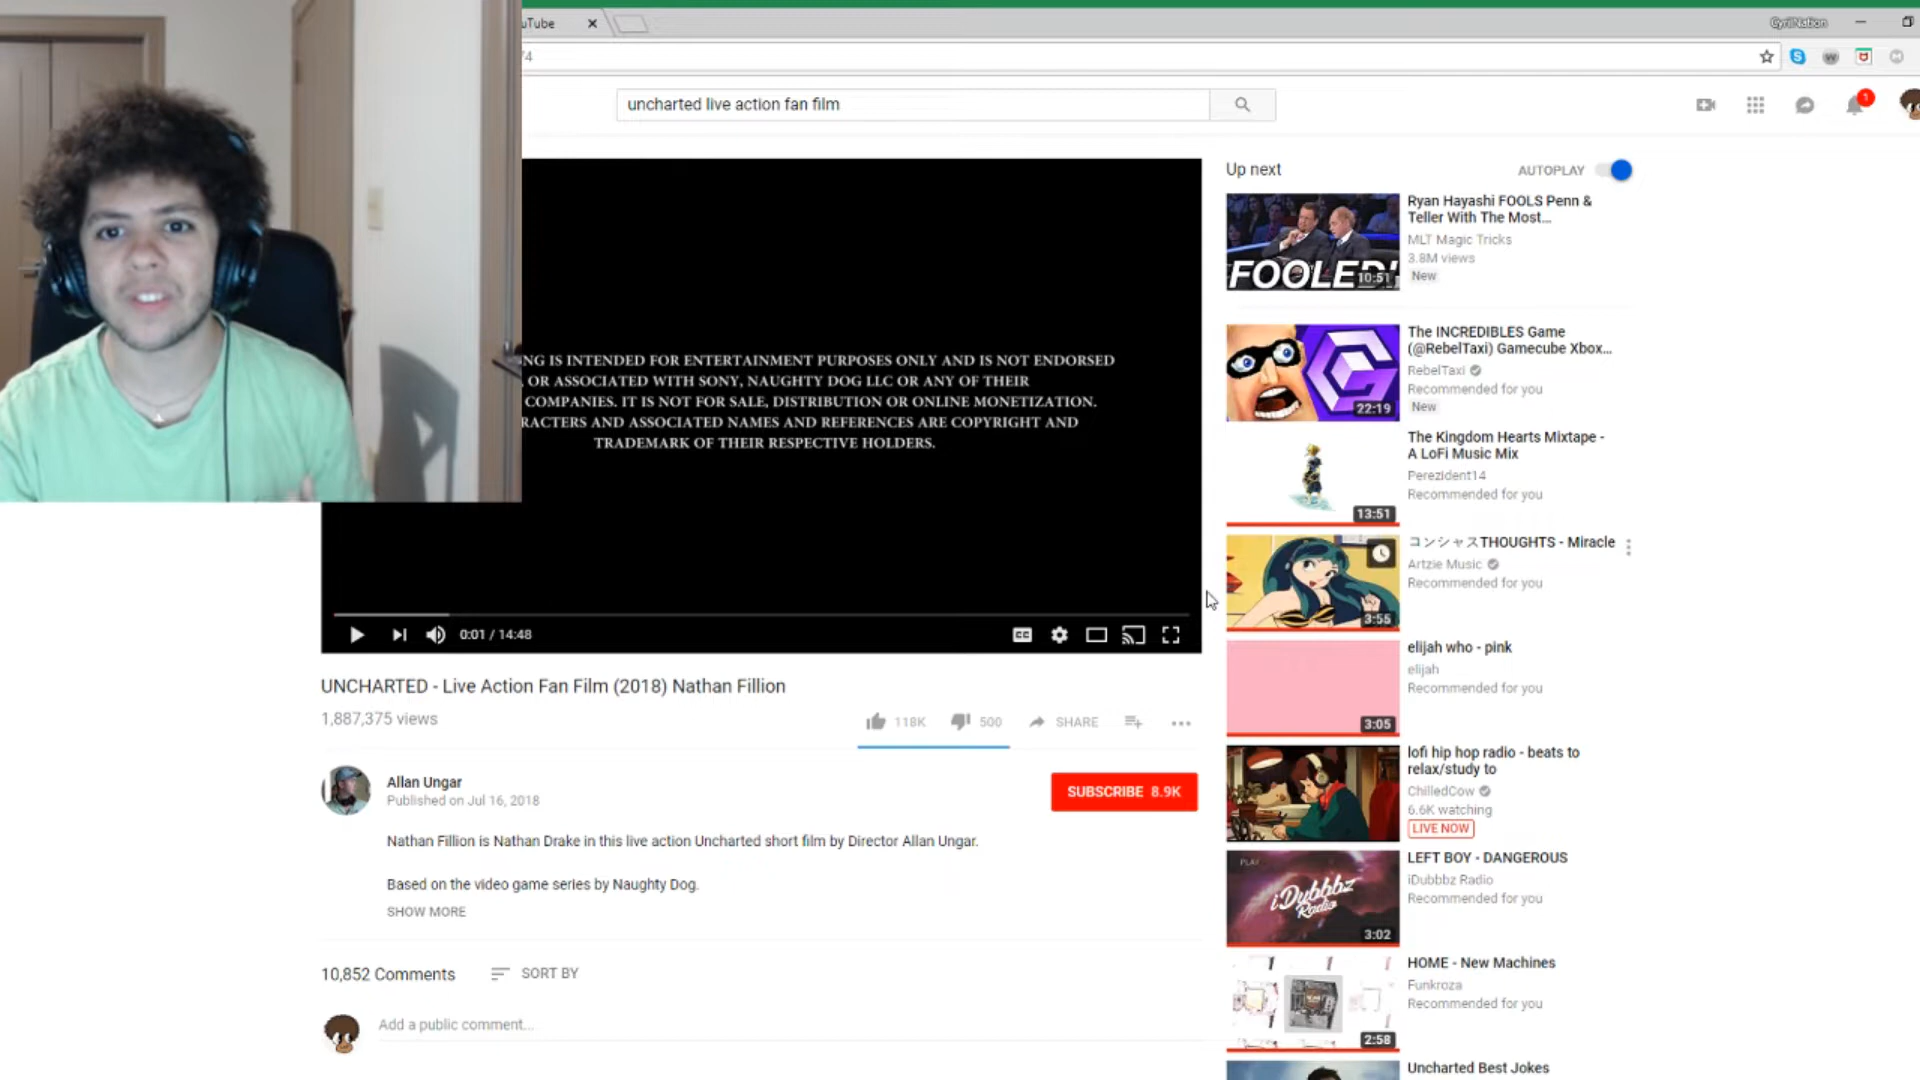 uTube
CyrilNation
74
uncharted live action fan film
1
NG IS INTENDED FOR ENTERTAINMENT PURPOSES ONLY AND IS NOT ENDORSED
OR ASSOCIATED WITH SONY, NAUGHTY DOG LLC OR ANY OF THEIR
COMPANIES. IT IS NOT FOR SALE, DISTRIBUTION OR ONLINE MONETIZATION.
RACTERS AND ASSOCIATED NAMES AND REFERENCES ARE COPYRIGHT AND
TRADEMARK OF THEIR RESPECTIVE HOLDERS.
0:01 / 14:48
CC
UNCHARTED - Live Action Fan Film (2018) Nathan Fillion
1,887,375 views
118K
500
SHARE
Allan Ungar
Published on Jul 16, 2018
SUBSCRIBE 8.9K
Nathan Fillion is Nathan Drake in this live action Uncharted short film by Director Allan Ungar.
Based on the video game series by Naughty Dog.
SHOW MORE
10,852 Comments
SORT BY
Add a public comment...
Up next
AUTOPLAY
FOOLED!
10:51
Ryan Hayashi FOOLS Penn &
Teller With The Most...
MLT Magic Tricks
3.8M views
New
22:19
The INCREDIBLES Game
(@RebelTaxi) Gamecube Xbox...
RebelTaxi
Recommended for you
New
13:51
The Kingdom Hearts Mixtape -
A LoFi Music Mix
Perezident14
Recommended for you
3:55
コンシャスTHOUGHTS - Miracle
Artzie Music
Recommended for you
3:05
elijah who - pink
elijah
Recommended for you
lofi hip hop radio - beats to
relax/study to
ChilledCow
6.6K watching
LIVE NOW
PLAY
iDubbbz
Radio
3:02
LEFT BOY - DANGEROUS
iDubbbz Radio
Recommended for you
2:58
HOME - New Machines
Funkroza
Recommended for you
Uncharted Best Jokes